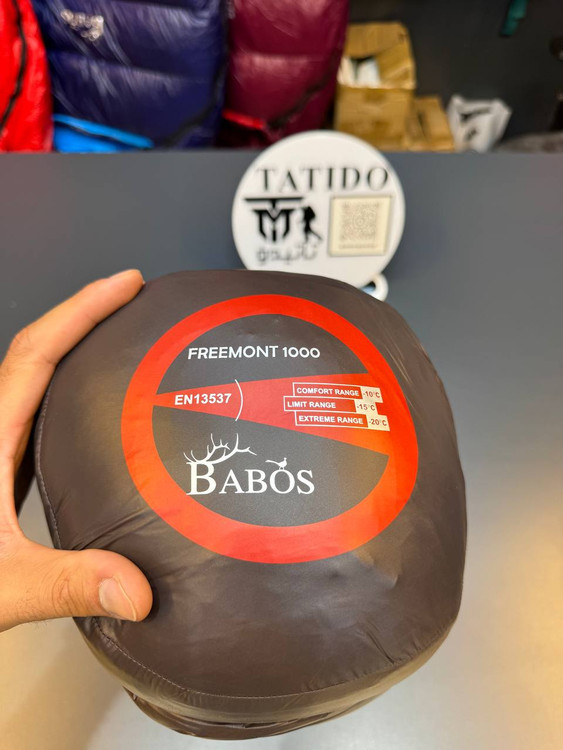 TATIDO
تاتیدو
FREEMONT 1000
EN13537
COMFORT RANGE -10°C
LIMIT RANGE -15°C
EXTREME RANGE -20°C
BABOS